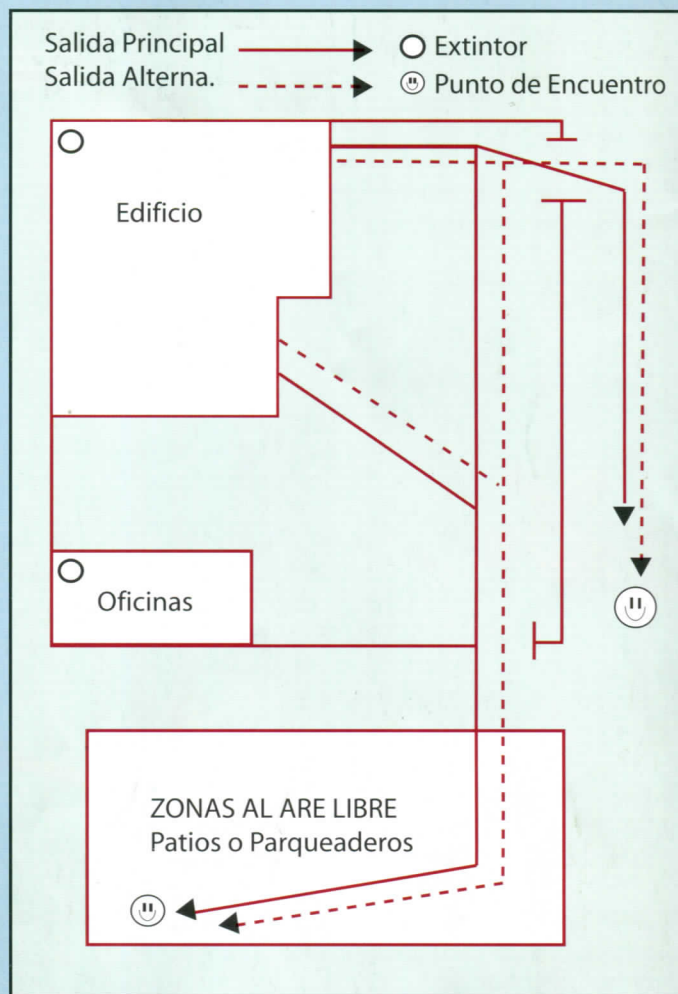 Salida Principal
Extintor
Salida Alterna.
Punto de Encuentro
Edificio
Oficinas
ZONAS AL ARE LIBRE
Patios o Parqueaderos